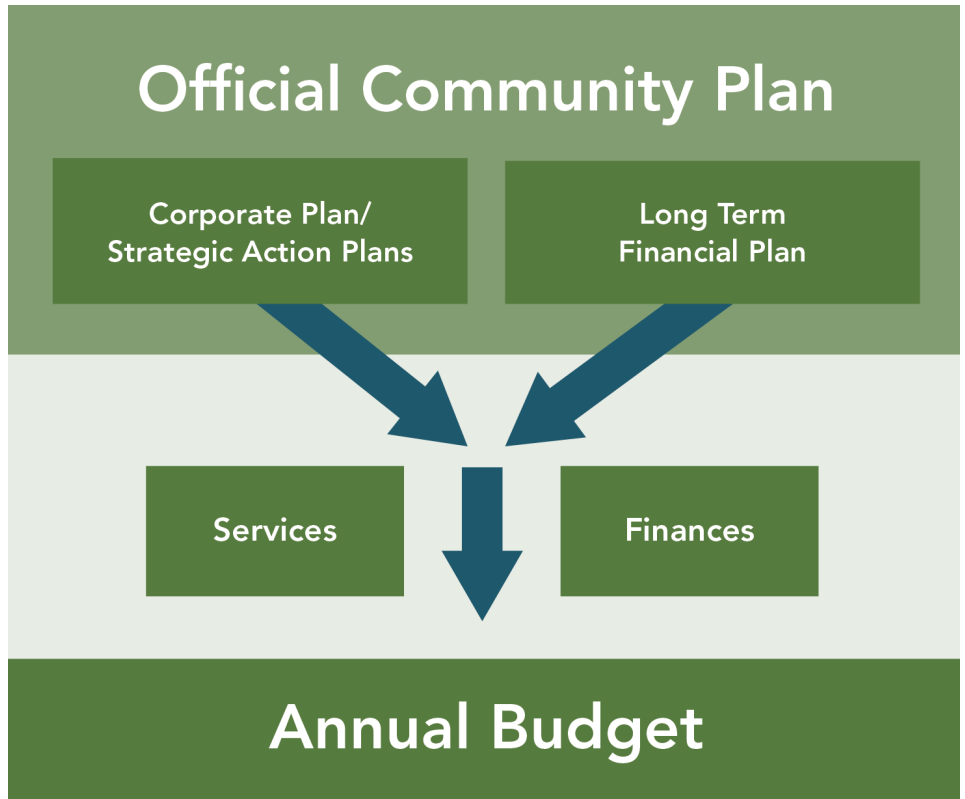 Official Community Plan
Corporate Plan/
Strategic Action Plans
Long Term
Financial Plan
Services
Finances
Annual Budget